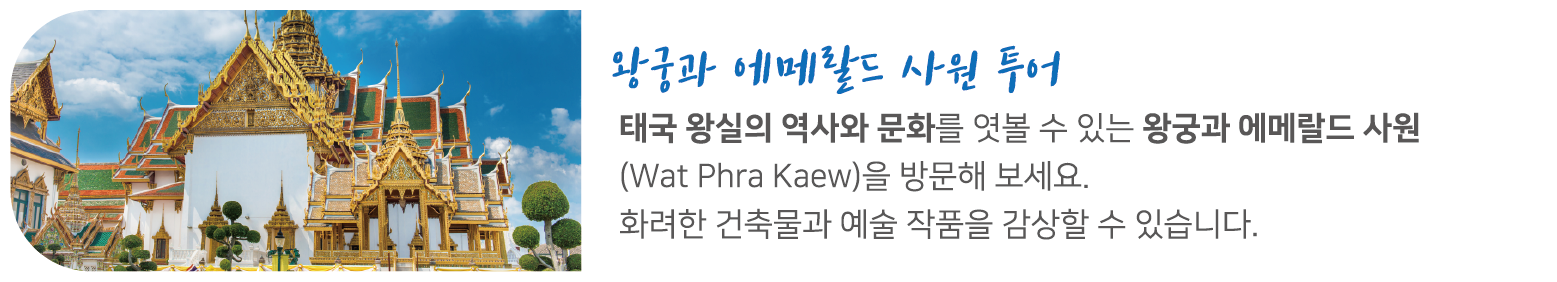 왕궁과 에메랄드 사원 투어
태국 왕실의 역사와 문화를 엿볼 수 있는 왕궁과 에메랄드 사원
(Wat Phra Kaew)을 방문해 보세요.
화려한 건축물과 예술 작품을 감상할 수 있습니다.